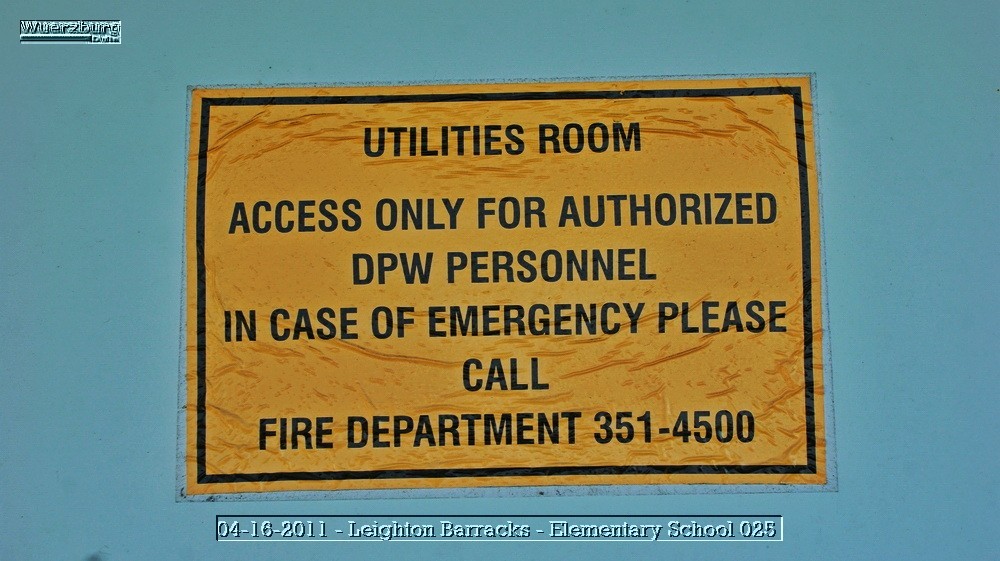 Wuerzburg
UTILITIES ROOM
ACCESS ONLY FOR AUTHORIZED
DPW PERSONNEL
IN CASE OF EMERGENCY PLEASE
CALL
FIRE DEPARTMENT 351-4500
04-16-2011 - Leighton Barracks - Elementary School 025